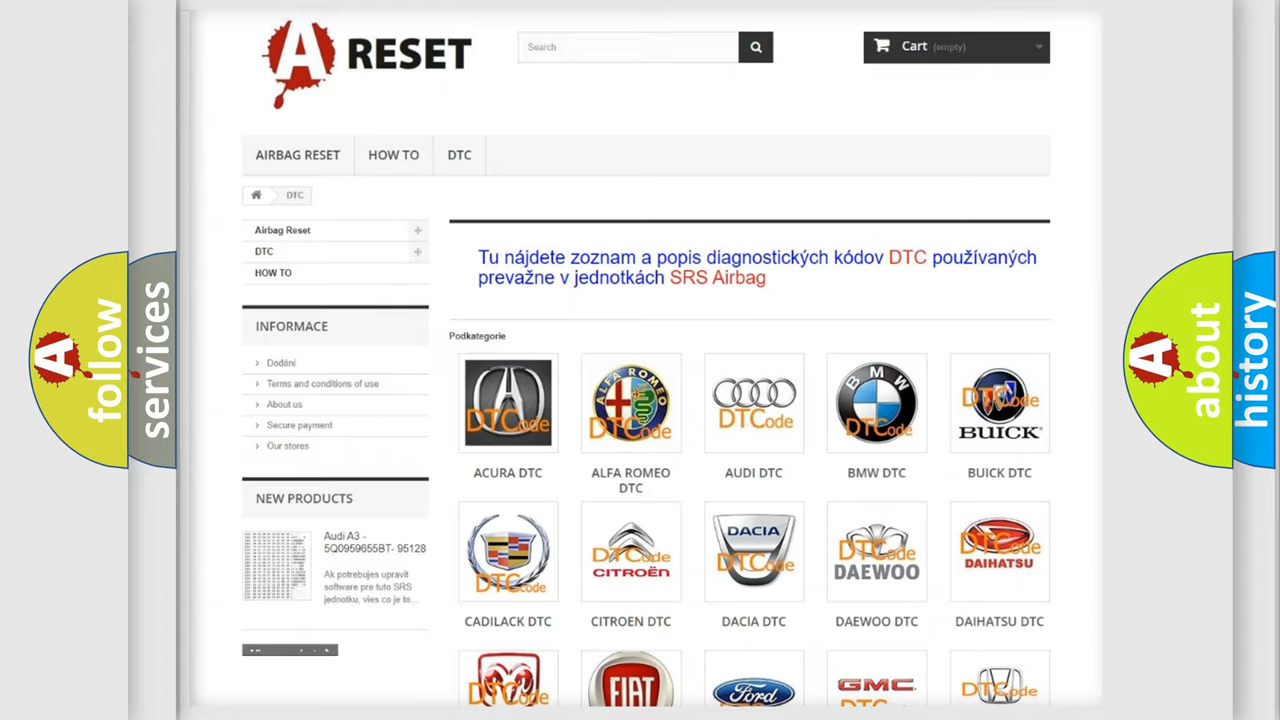 A RESET
Search
Cart (empty)
AIRBAG RESET HOW TO DTC
DTC
Airbag Reset
DTC
HOW TO
INFORMACE
Dodání
Terms and conditions of use
About us
Secure payment
Our stores
NEW PRODUCTS
Audi A3 -
5Q0959655BT- 95128
Ak potrebujes upravit
software pre tuto SRS
jednotku, vies co je to...
Tu nájdete zoznam a popis diagnostických kódov DTC používaných
prevažne v jednotkách SRS Airbag
Podkategorie
DTCode
ALFA ROMEO
DTCode
DTCode
BMW
DTCode
DTCode
BUICK
ACURA DTC
ALFA ROMEO
DTC
AUDI DTC
BMW DTC
BUICK DTC
DTCode
DTCode
CITROËN
DACIA
DTCode
DTCode
DAEWOO
DTCode
DAIHATSU
CADILACK DTC
CITROEN DTC
DACIA DTC
DAEWOO DTC
DAIHATSU DTC
DTCode
FIAT
Ford
GMC
DTCode
A follow
services
A about
history